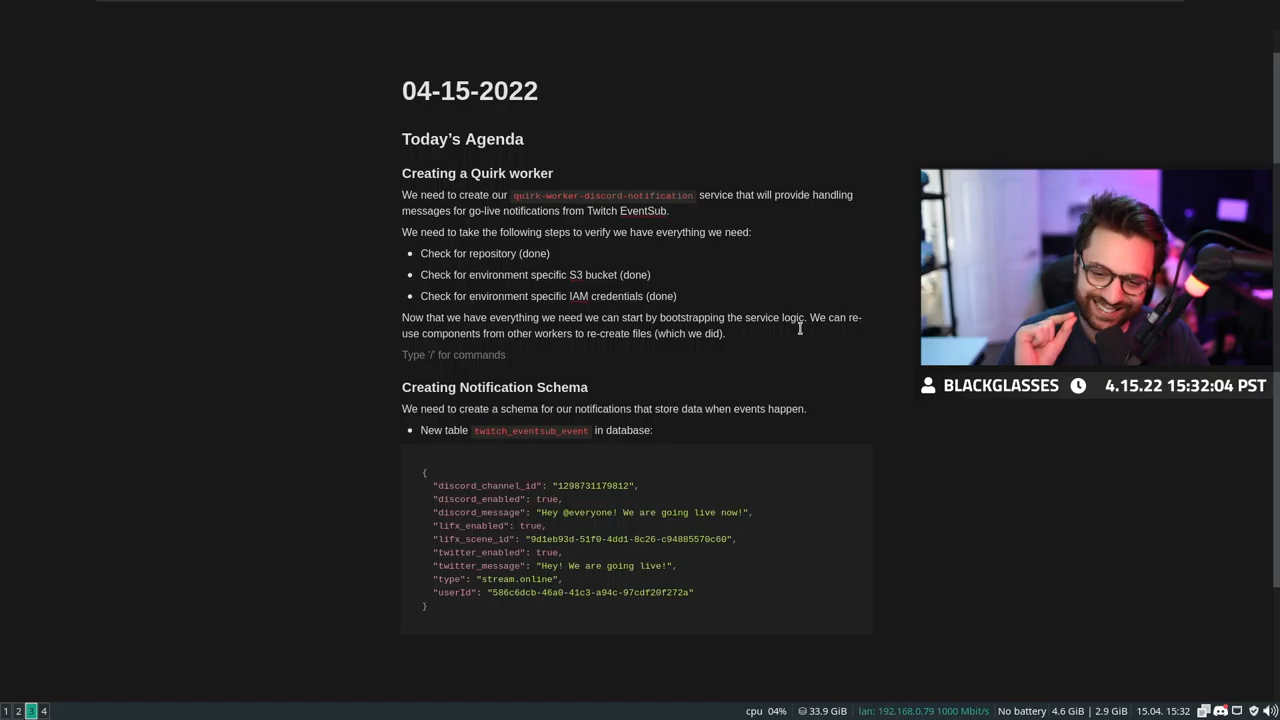 04-15-2022
Today’s Agenda
Creating a Quirk worker
We need to create our quirk-worker-discord-notification service that will provide handling
messages for go-live notifications from Twitch EventSub.
We need to take the following steps to verify we have everything we need:
Check for repository (done)
Check for environment specific S3 bucket (done)
Check for environment specific IAM credentials (done)
Now that we have everything we need we can start by bootstrapping the service logic. We can re-
use components from other workers to re-create files (which we did).
Type '/' for commands
Creating Notification Schema
We need to create a schema for our notifications that store data when events happen.
New table twitch_eventsub_event in database:
{
"discord_channel_id": "1298731179812",
"discord_enabled": true,
"discord_message": "Hey @everyone! We are going live now!",
"lifx_enabled": true,
"lifx_scene_id": "9d1eb93d-51f0-4dd1-8c26-c94885570c60",
"twitter_enabled": true,
"twitter_message": "Hey! We are going live!",
"type": "stream.online",
"userId": "586c6dcb-46a0-41c3-a94c-97cdf20f272a"
}
BLACKGLASSES 4.15.22 15:32:04 PST
1 2 3 4 cpu 04% 33.9 GiB lan: 192.168.0.79 1000 Mbit/s No battery 4.6 GiB | 2.9 GiB 15.04. 15:32